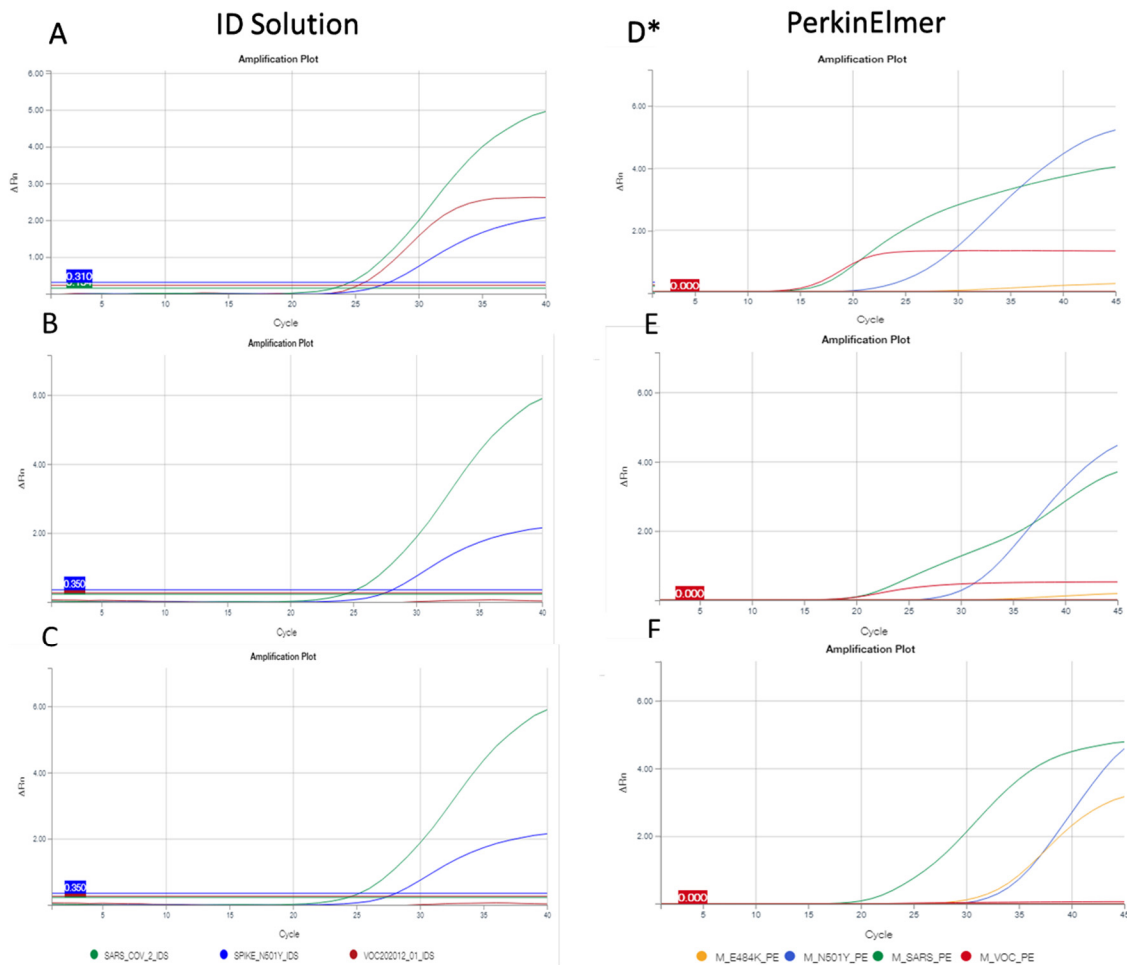 ID Solution
PerkinElmer
A
Amplification Plot
6.00
5.00
4.00
3.00
2.00
1.00
ΔRn
0.310
5 10 15 20 25 30 35 40
Cycle
B
Amplification Plot
6.00
4.00
2.00
ΔRn
0.350
5 10 15 20 25 30 35 40
Cycle
C
Amplification Plot
6.00
4.00
2.00
ΔRn
0.350
5 10 15 20 25 30 35 40
Cycle
SARS_COV_2_IDS SPIKE_N501Y_IDS VOC202012_01_IDS
D*
Amplification Plot
6.00
4.00
2.00
ΔRn
0.000
5 10 15 20 25 30 35 40 45
Cycle
E
Amplification Plot
6.00
4.00
2.00
ΔRn
0.000
5 10 15 20 25 30 35 40 45
Cycle
F
Amplification Plot
6.00
4.00
2.00
ΔRn
0.000
5 10 15 20 25 30 35 40 45
Cycle
M_E484K_PE M_N501Y_PE M_SARS_PE M_VOC_PE